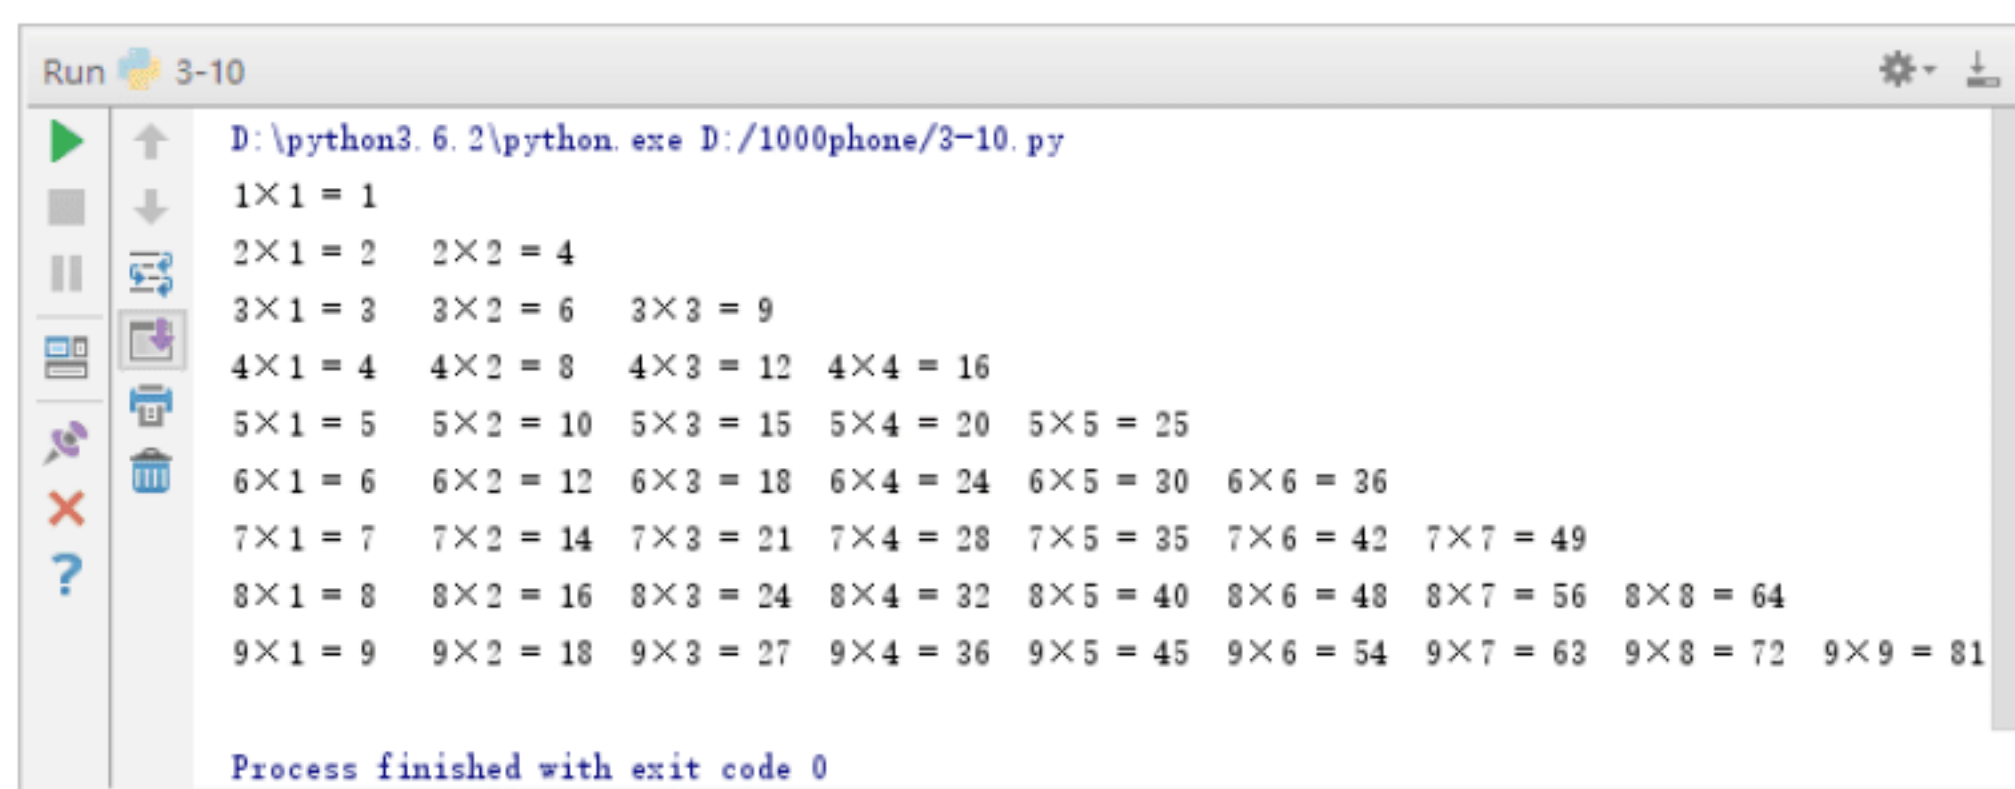 Run 3-10
D:\python3.6.2\python.exe D:/1000phone/3-10.py
1×1 = 1
2×1 = 2 2×2 = 4
3×1 = 3 3×2 = 6 3×3 = 9
4×1 = 4 4×2 = 8 4×3 = 12 4×4 = 16
5×1 = 5 5×2 = 10 5×3 = 15 5×4 = 20 5×5 = 25
6×1 = 6 6×2 = 12 6×3 = 18 6×4 = 24 6×5 = 30 6×6 = 36
7×1 = 7 7×2 = 14 7×3 = 21 7×4 = 28 7×5 = 35 7×6 = 42 7×7 = 49
8×1 = 8 8×2 = 16 8×3 = 24 8×4 = 32 8×5 = 40 8×6 = 48 8×7 = 56 8×8 = 64
9×1 = 9 9×2 = 18 9×3 = 27 9×4 = 36 9×5 = 45 9×6 = 54 9×7 = 63 9×8 = 72 9×9 = 81
Process finished with exit code 0